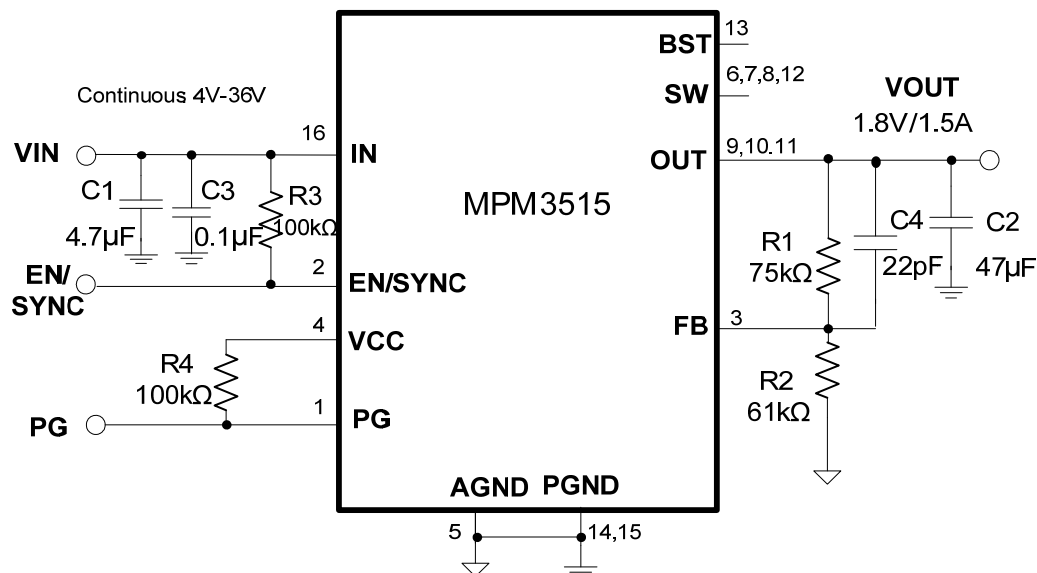 Continuous 4V-36V
VIN
16
IN
C1
4.7µF
C3
0.1µF
R3
100kΩ
EN/
SYNC
2
EN/SYNC
4
VCC
R4
100kΩ
PG
1
PG
MPM3515
BST
13
SW
6,7,8,12
VOUT
1.8V/1.5A
OUT
9,10.11
R1
75kΩ
C4
22pF
C2
47µF
FB
3
R2
61kΩ
AGND
PGND
5
14,15